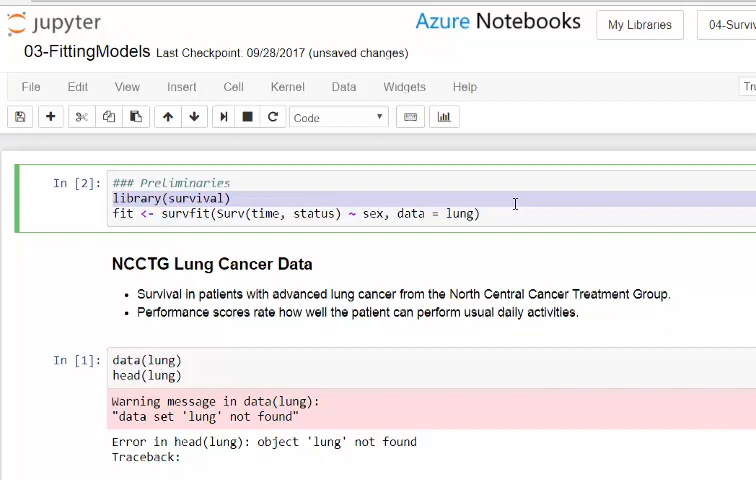 jupyter
Azure Notebooks
My Libraries
04-Surviv
03-FittingModels Last Checkpoint: 09/28/2017 (unsaved changes)
File Edit View Insert Cell Kernel Data Widgets Help
Tru
Code
In [2]:
### Preliminaries
library(survival)
fit <- survfit(Surv(time, status) ~ sex, data = lung)
NCCTG Lung Cancer Data
• Survival in patients with advanced lung cancer from the North Central Cancer Treatment Group.
• Performance scores rate how well the patient can perform usual daily activities.
In [1]:
data(lung)
head(lung)
Warning message in data(lung):
"data set 'lung' not found"
Error in head(lung): object 'lung' not found
Traceback: